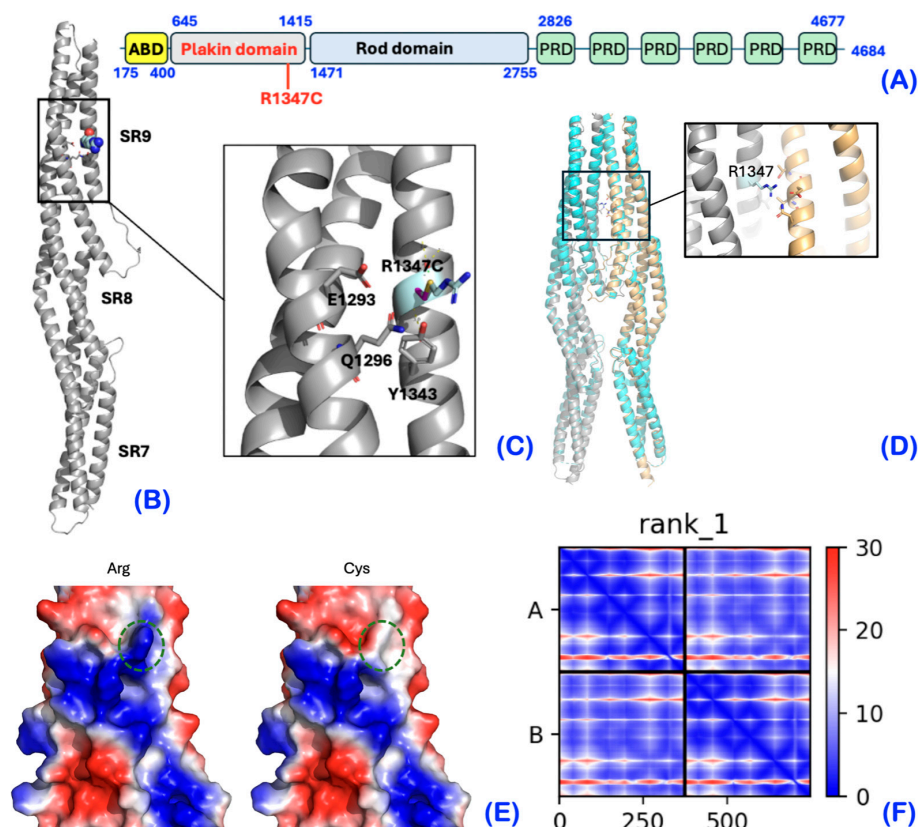 645 1415 2826 4677
ABD Plakin domain Rod domain PRD PRD PRD PRD PRD PRD 4684
175 400 1471 2755
R1347C
(A)
SR9
SR8
SR7
(B)
R1347C
E1293
Q1296
Y1343
(C)
R1347
(D)
Arg Cys
(E)
rank_1
A
B
0 250 500
30
20
10
0
(F)